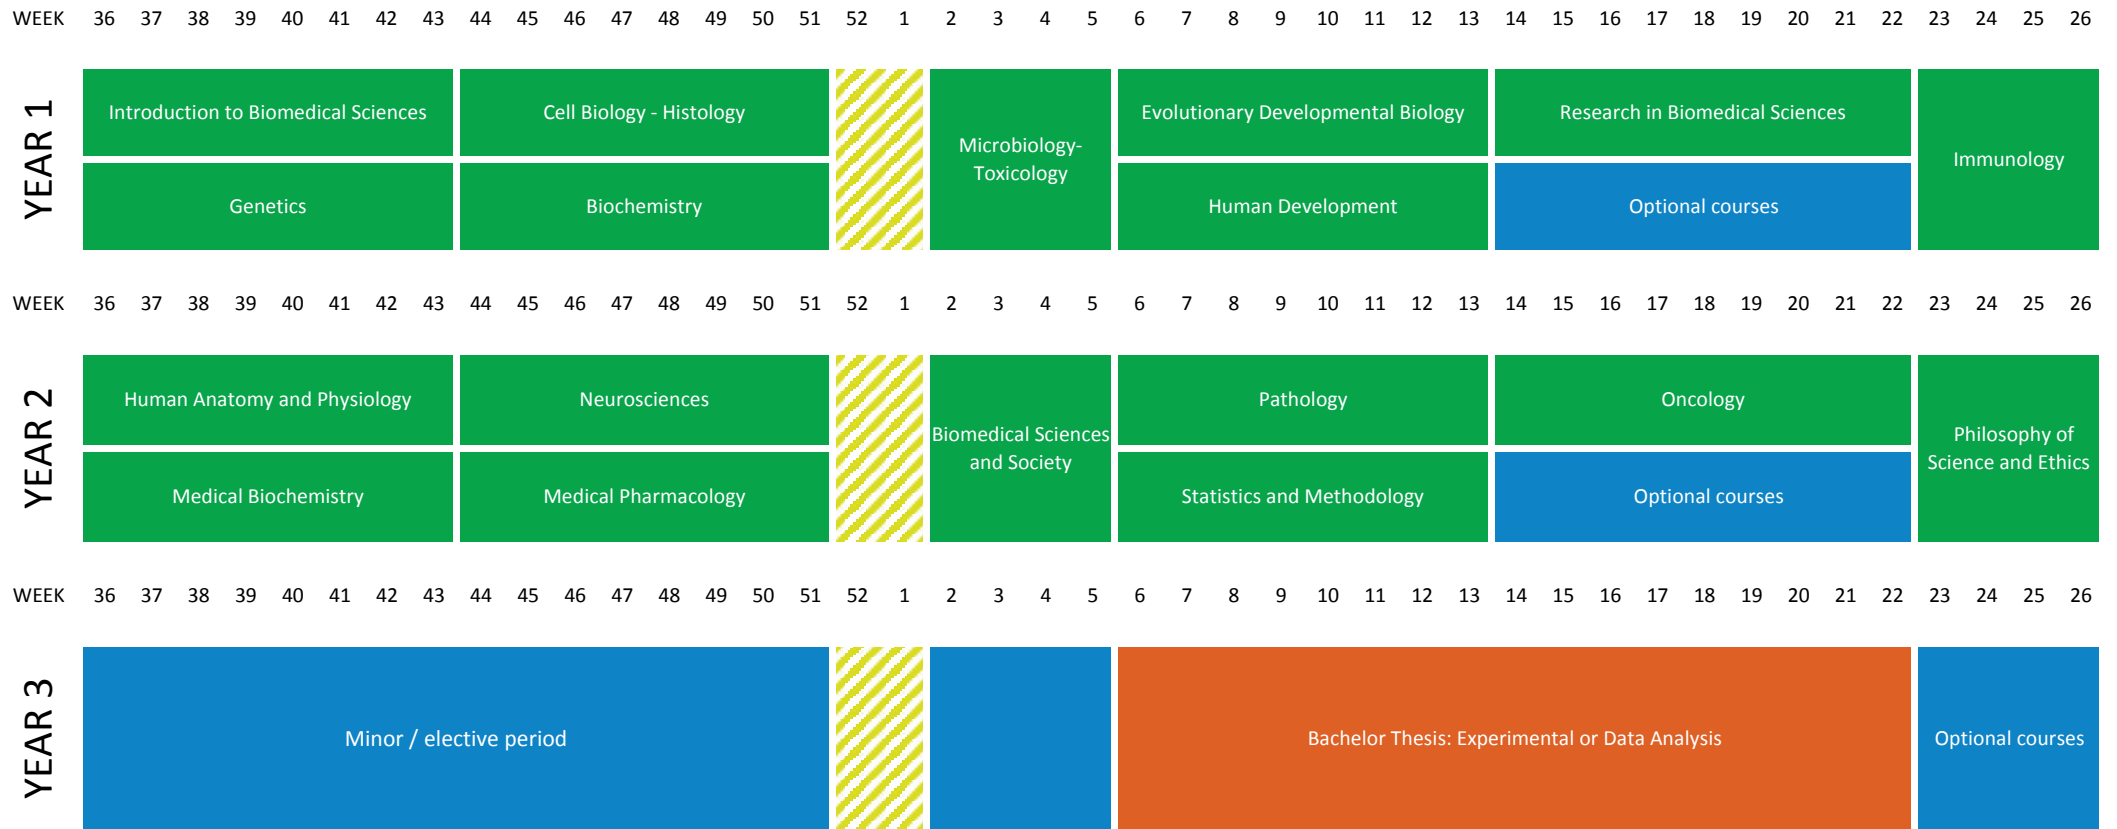 WEEK 36 37 38 39 40 41 42 43 44 45 46 47 48 49 50 51 52 1 2 3 4 5 6 7 8 9 10 11 12 13 14 15 16 17 18 19 20 21 22 23 24 25 26
YEAR 1
Introduction to Biomedical Sciences
Cell Biology - Histology
Microbiology-
Toxicology
Evolutionary Developmental Biology
Research in Biomedical Sciences
Immunology
Genetics
Biochemistry
Human Development
Optional courses
WEEK 36 37 38 39 40 41 42 43 44 45 46 47 48 49 50 51 52 1 2 3 4 5 6 7 8 9 10 11 12 13 14 15 16 17 18 19 20 21 22 23 24 25 26
YEAR 2
Human Anatomy and Physiology
Neurosciences
Biomedical Sciences
and Society
Pathology
Oncology
Philosophy of
Science and Ethics
Medical Biochemistry
Medical Pharmacology
Statistics and Methodology
Optional courses
WEEK 36 37 38 39 40 41 42 43 44 45 46 47 48 49 50 51 52 1 2 3 4 5 6 7 8 9 10 11 12 13 14 15 16 17 18 19 20 21 22 23 24 25 26
YEAR 3
Minor / elective period
Bachelor Thesis: Experimental or Data Analysis
Optional courses